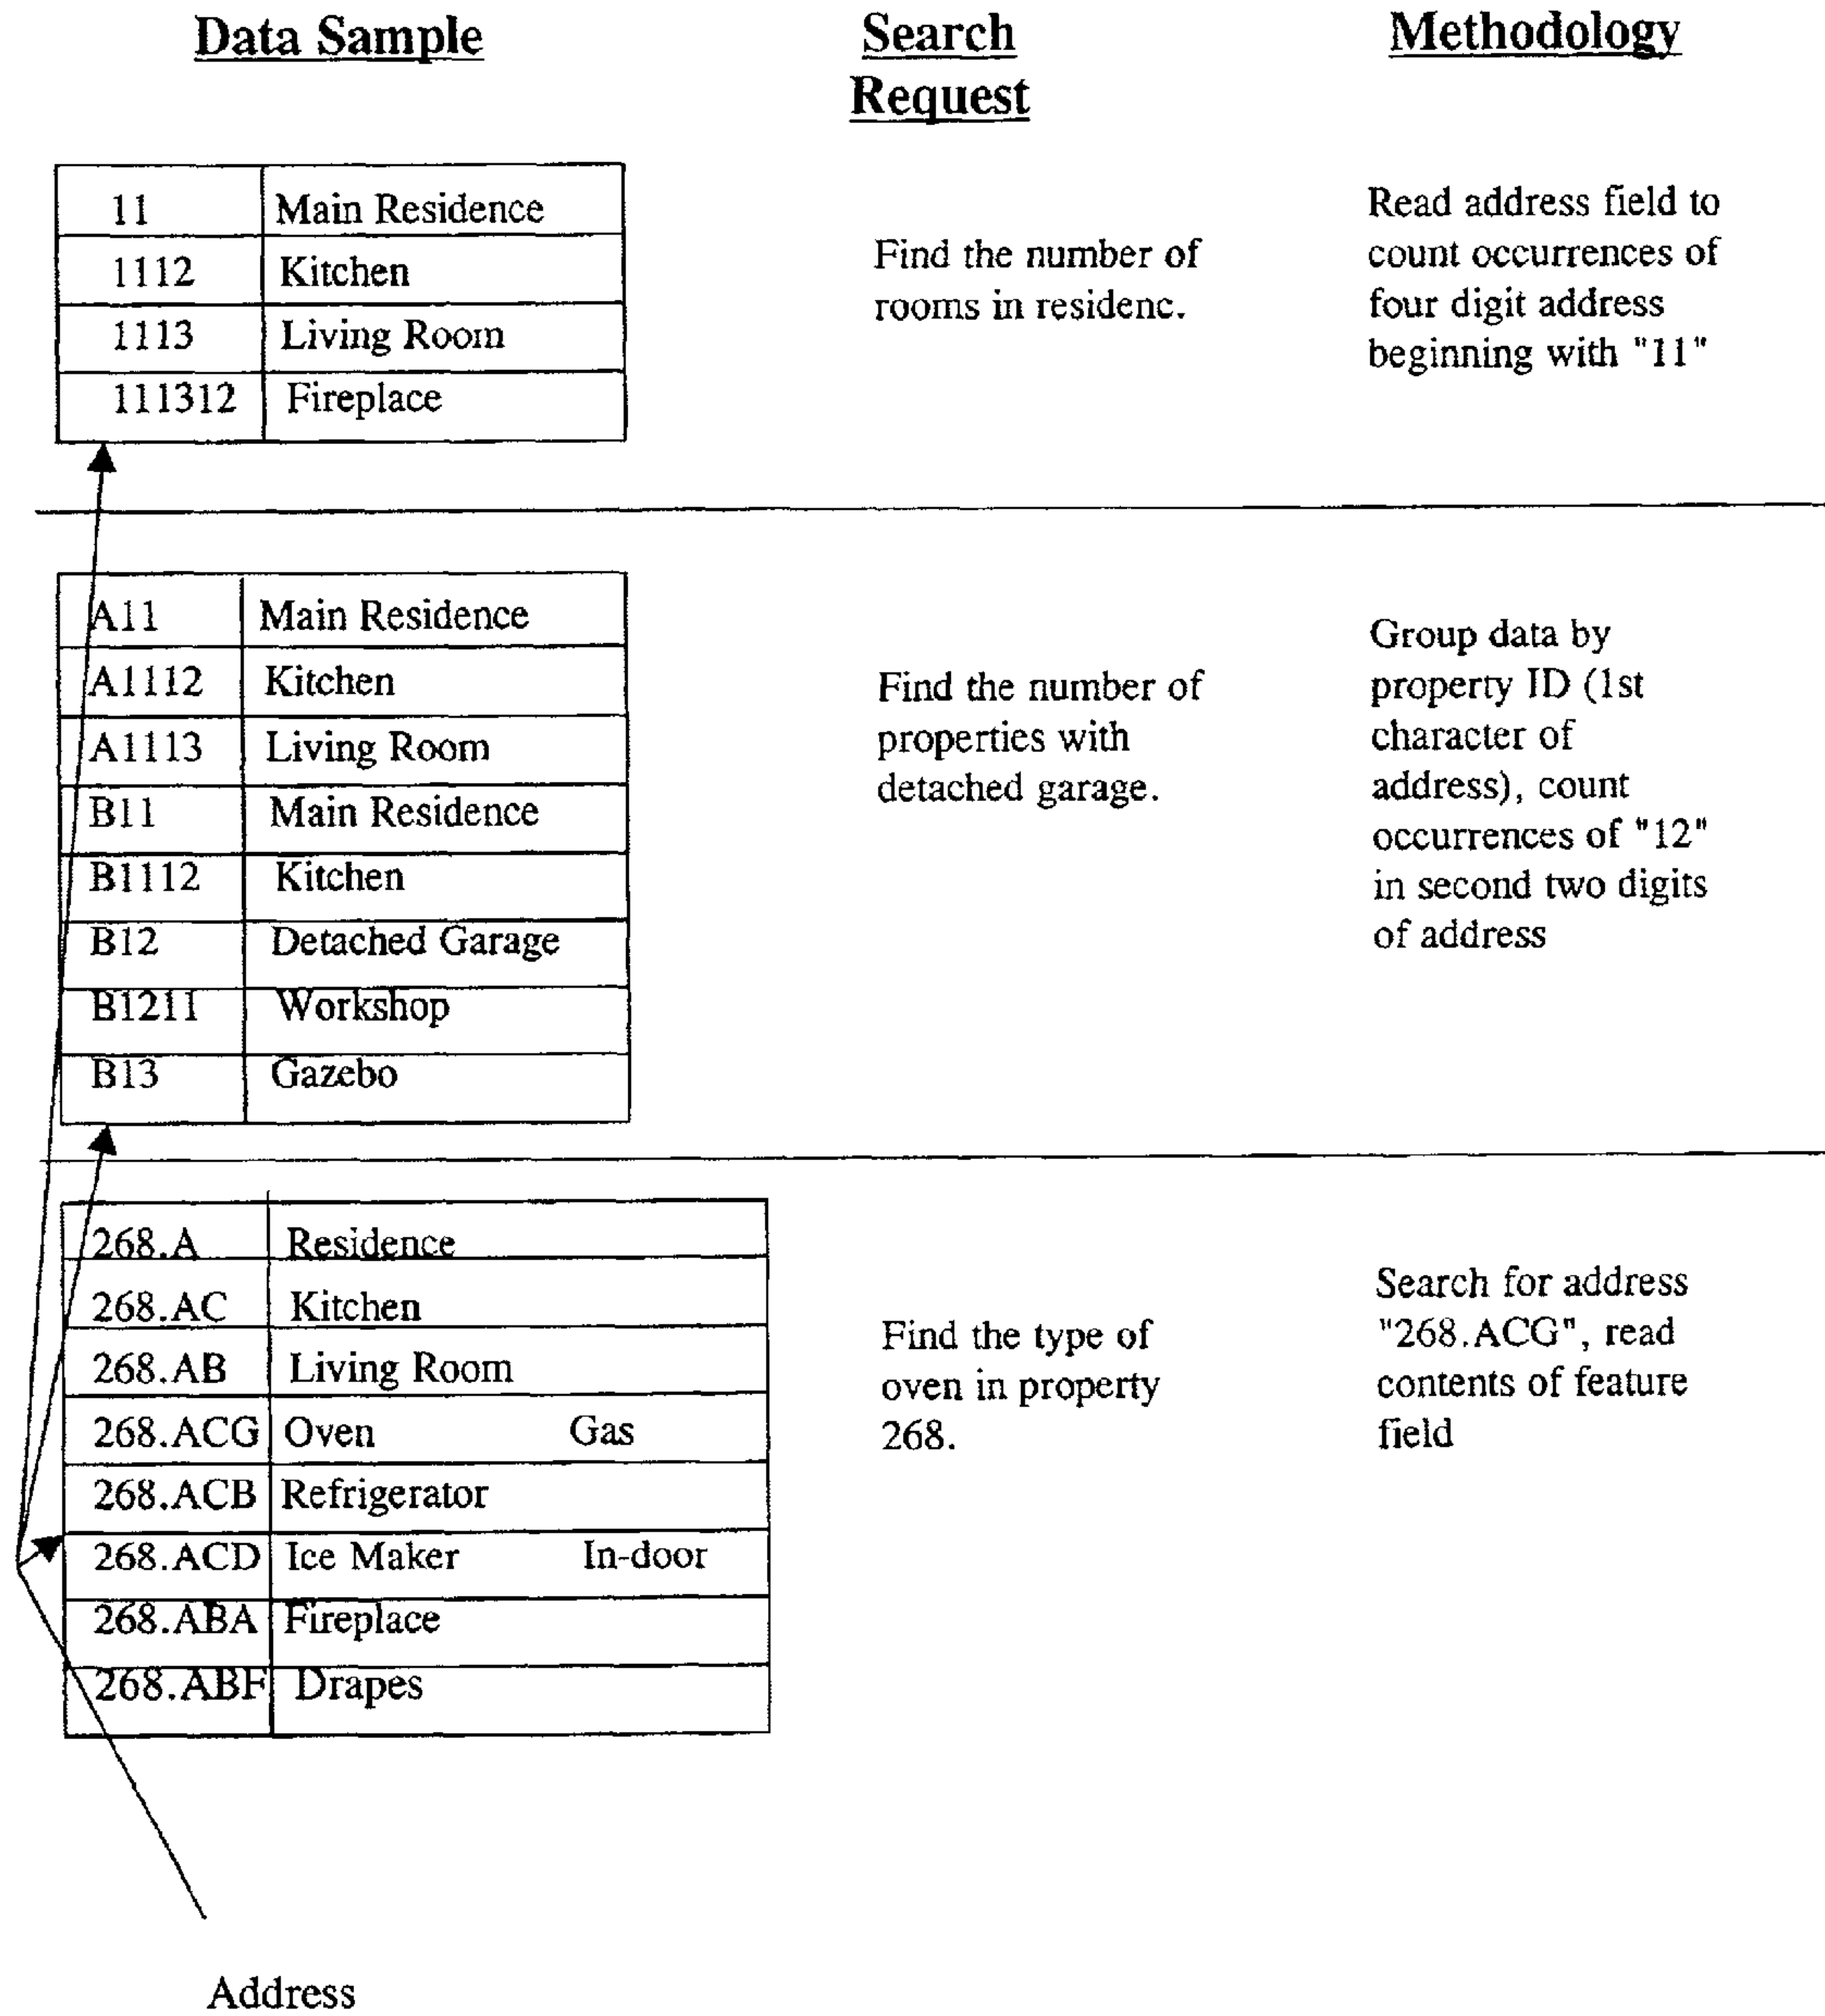 Data Sample
Search
Request
Methodology
11 Main Residence
1112 Kitchen
1113 Living Room
111312 Fireplace
Find the number of
rooms in residenc.
Read address field to
count occurrences of
four digit address
beginning with "11"
A11 Main Residence
A1112 Kitchen
A1113 Living Room
B11 Main Residence
B1112 Kitchen
B12 Detached Garage
B1211 Workshop
B13 Gazebo
Find the number of
properties with
detached garage.
Group data by
property ID (1st
character of
address), count
occurrences of "12"
in second two digits
of address
268.A Residence
268.AC Kitchen
268.AB Living Room
268.ACG Oven Gas
268.ACB Refrigerator
268.ACD Ice Maker In-door
268.ABA Fireplace
268.ABF Drapes
Find the type of
oven in property
268.
Search for address
"268.ACG", read
contents of feature
field
Address